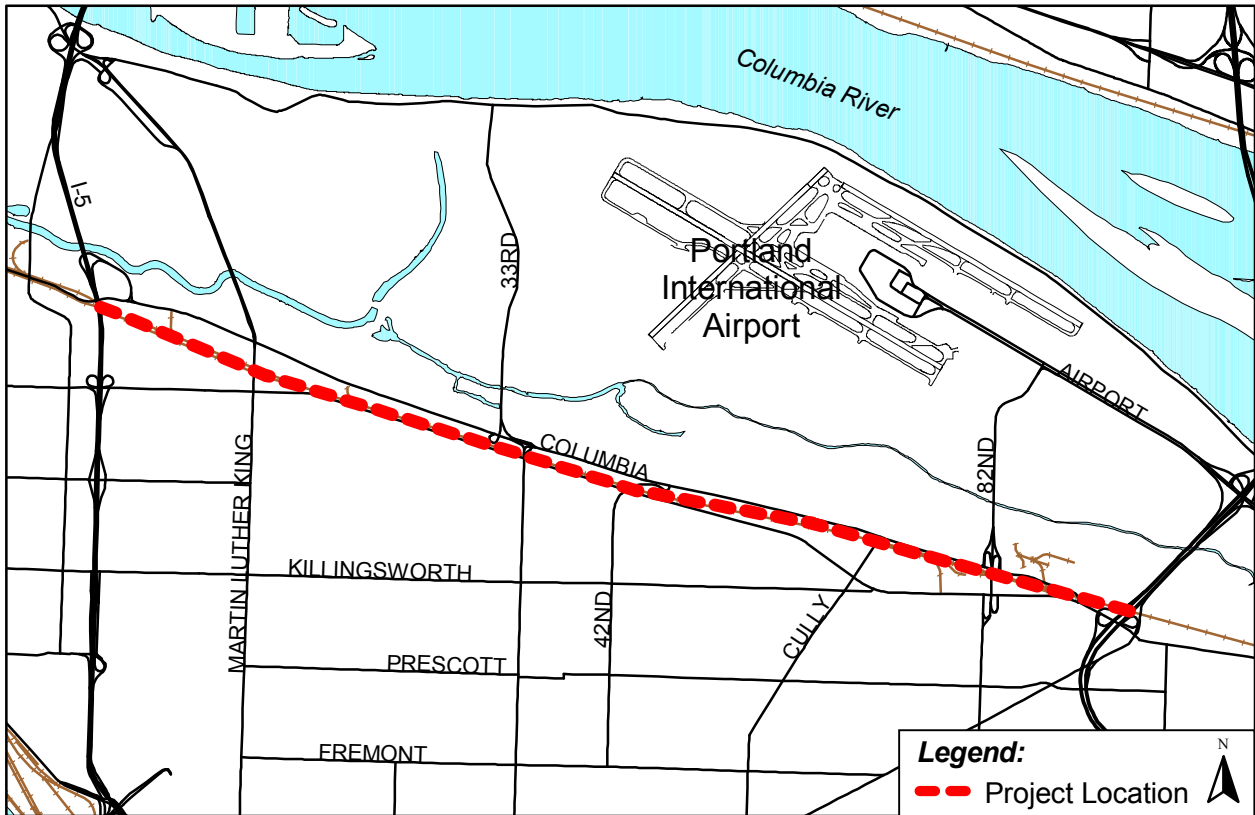 Columbia River
I-5
33RD
Portland
International
Airport
AIRPORT
COLUMBIA
82ND
MARTIN LUTHER KING
KILLINGSWORTH
42ND
CULLY
PRESCOTT
FREMONT
Legend:
N
Project Location